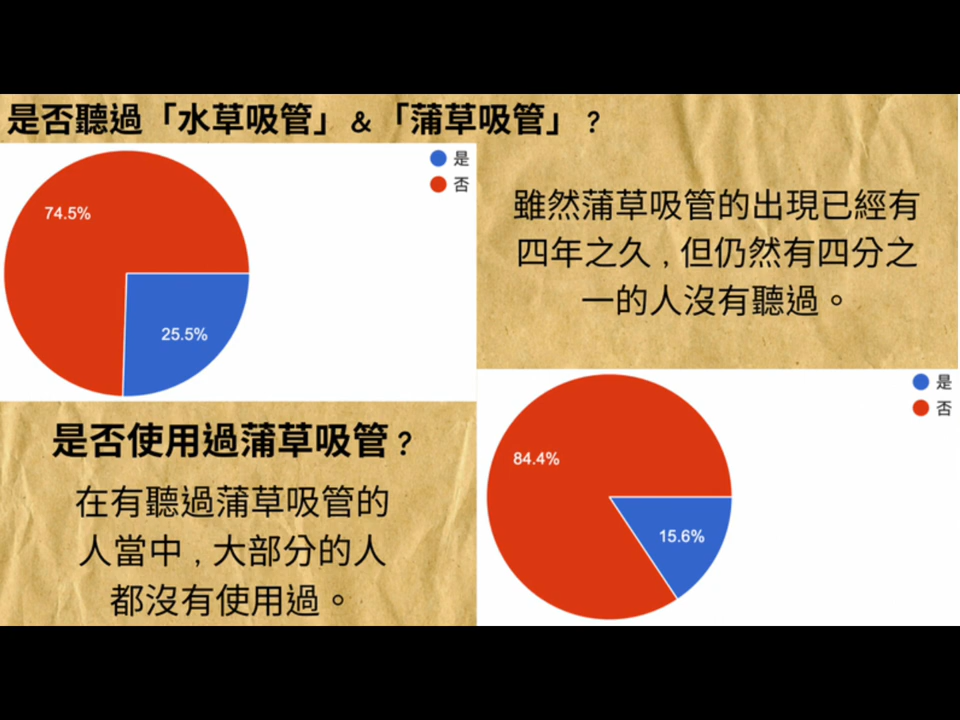 是否聽過「水草吸管」&「蒲草吸管」？
是
否
74.5%
25.5%
雖然蒲草吸管的出現已經有
四年之久，但仍然有四分之
一的人沒有聽過。
是否使用過蒲草吸管？
在有聽過蒲草吸管的
人當中，大部分的人
都沒有使用過。
是
否
84.4%
15.6%